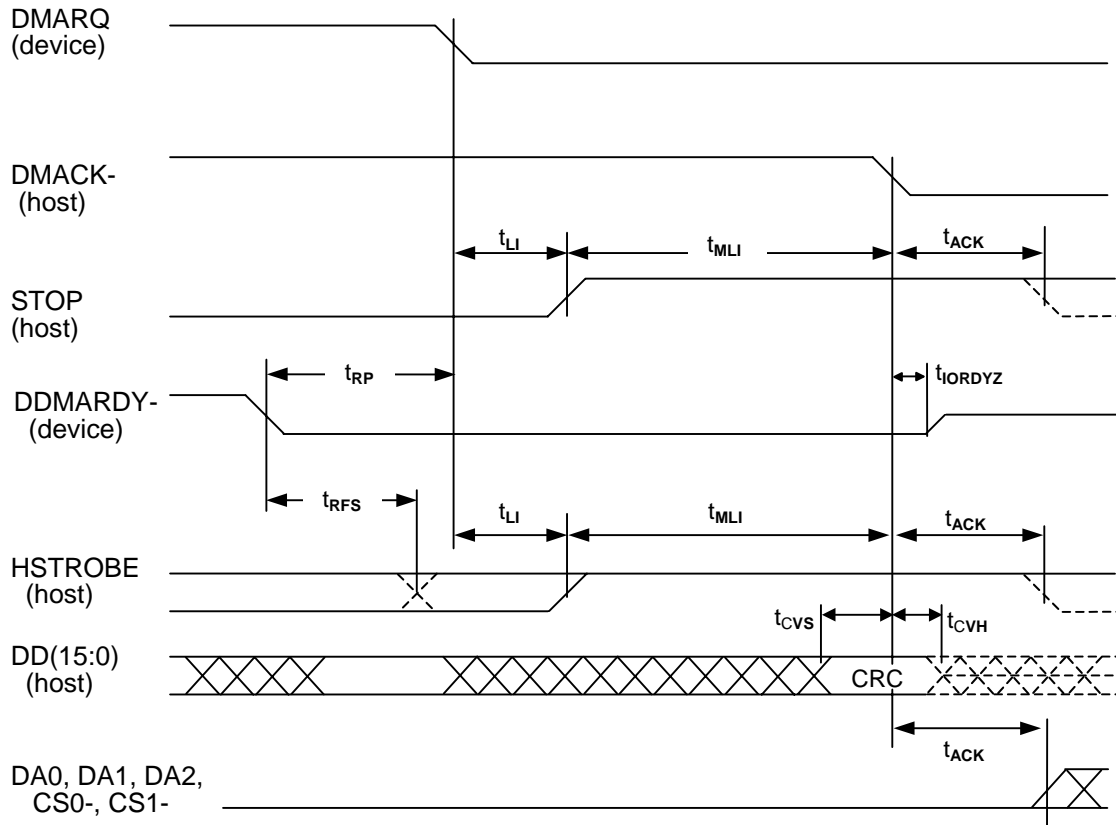 DMARQ
(device)
DMACK-
(host)
tLI
tMLI
tACK
STOP
(host)
tRP
tIORDYZ
DDMARDY-
(device)
tRFS
tLI
tMLI
tACK
HSTROBE
(host)
tCVS
tCVH
DD(15:0)
(host)
CRC
tACK
DA0, DA1, DA2,
CS0-, CS1-